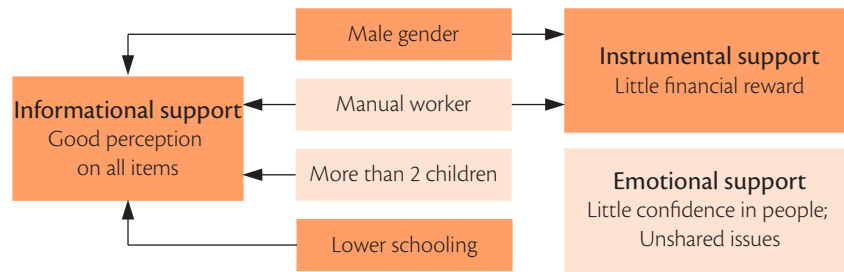 Informational support
Good perception
on all items
Male gender
Manual worker
More than 2 children
Lower schooling
Instrumental support
Little financial reward
Emotional support
Little confidence in people;
Unshared issues